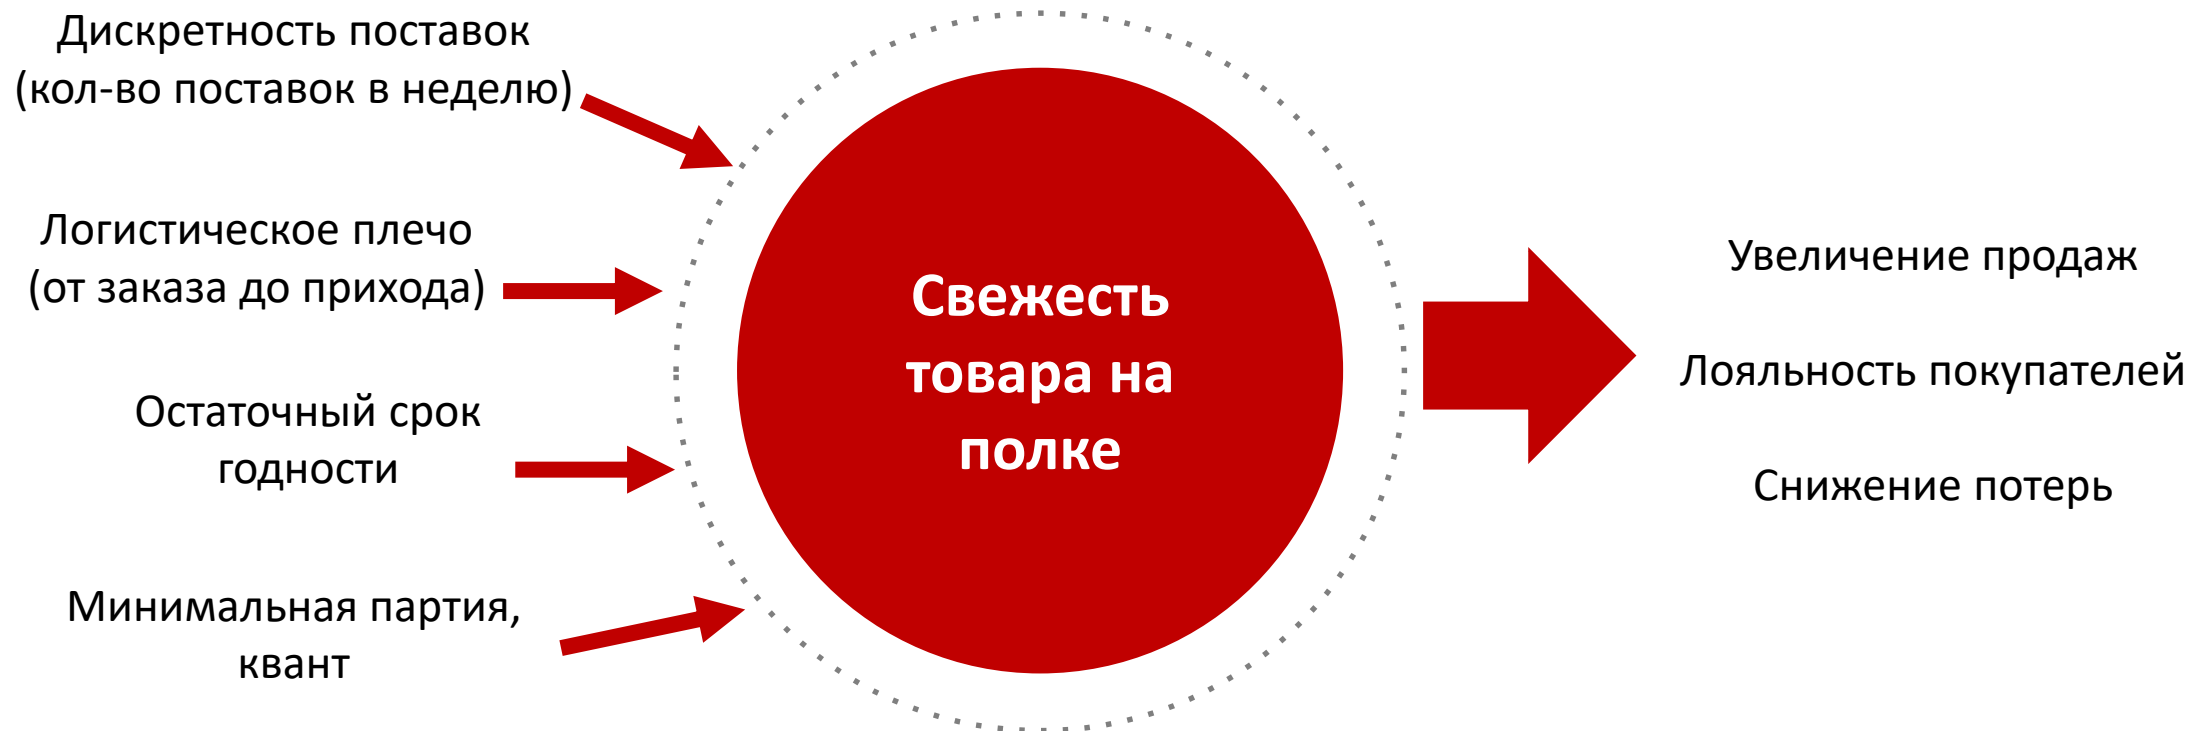 Дискретность поставок
(кол-во поставок в неделю)
Логистическое плечо
(от заказа до прихода)
Остаточный срок
годности
Минимальная партия,
квант
Свежесть
товара на
полке
Увеличение продаж
Лояльность покупателей
Снижение потерь